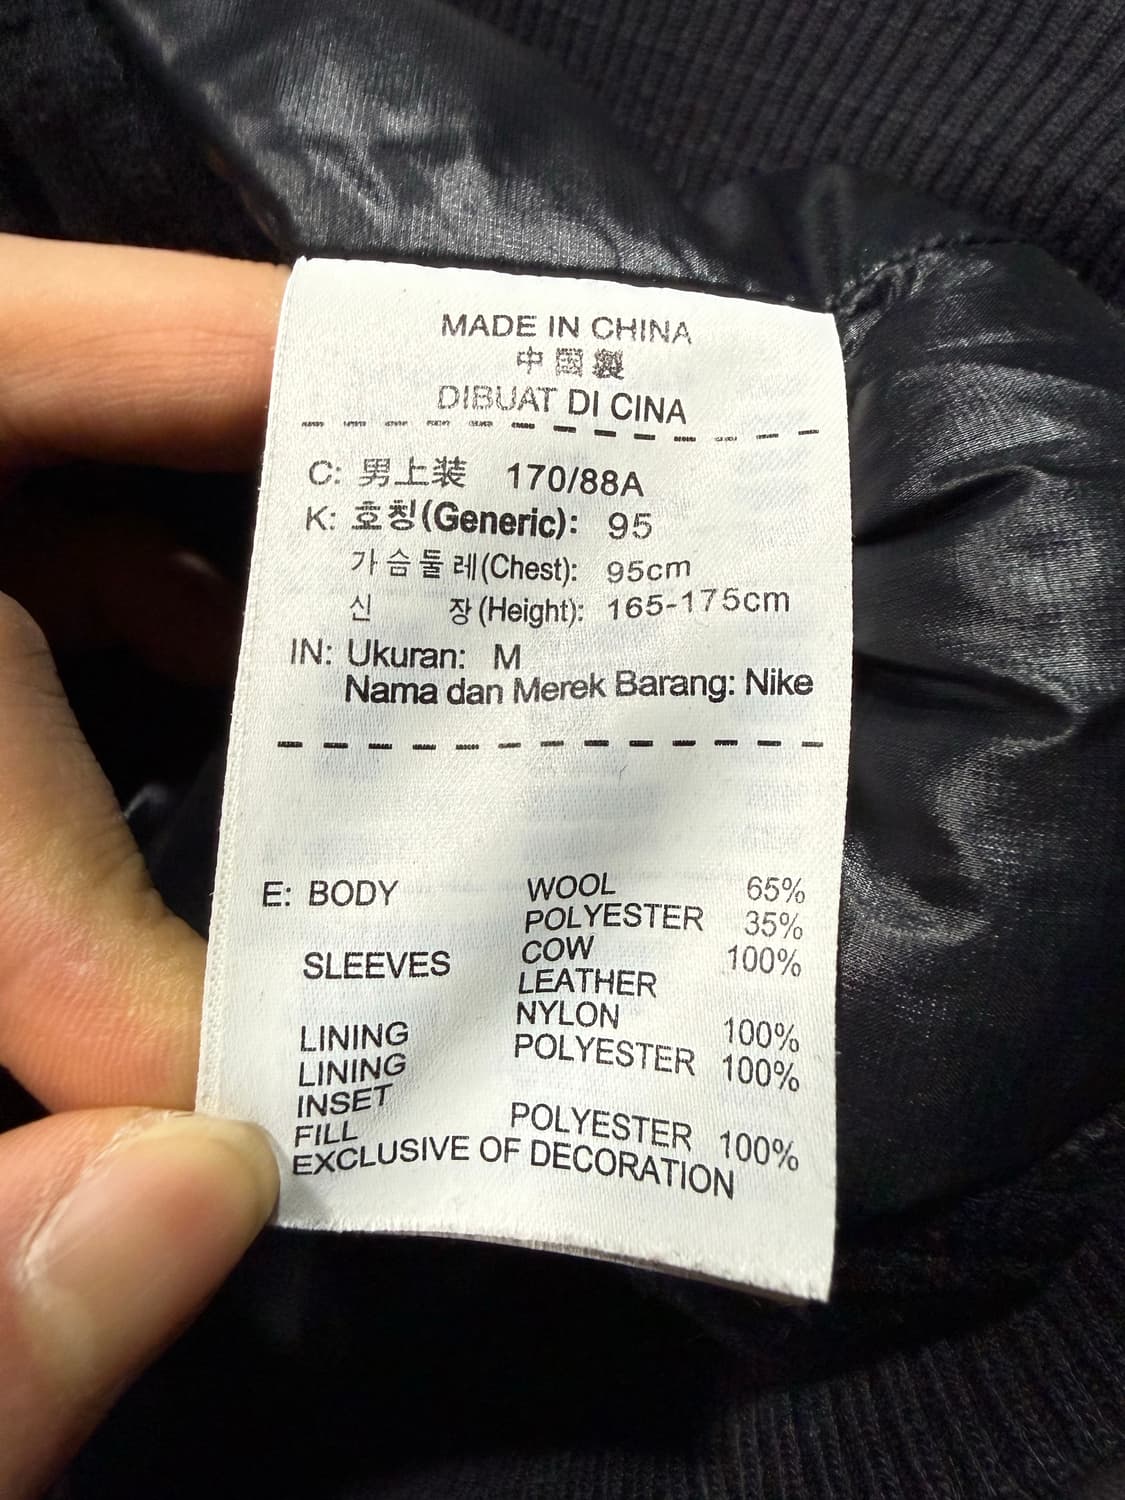 MADE IN CHINA
中國製
DIBUAT DI CINA
C: 男上装 170/88A
K: 호칭(Generic): 95
가슴둘레(Chest): 95cm
신 장(Height): 165-175cm
IN: Ukuran: M
Nama dan Merek Barang: Nike
E: BODY WOOL 65%
POLYESTER 35%
SLEEVES COW 100%
LEATHER
LINING NYLON 100%
LINING POLYESTER 100%
INSET
FILL POLYESTER 100%
EXCLUSIVE OF DECORATION